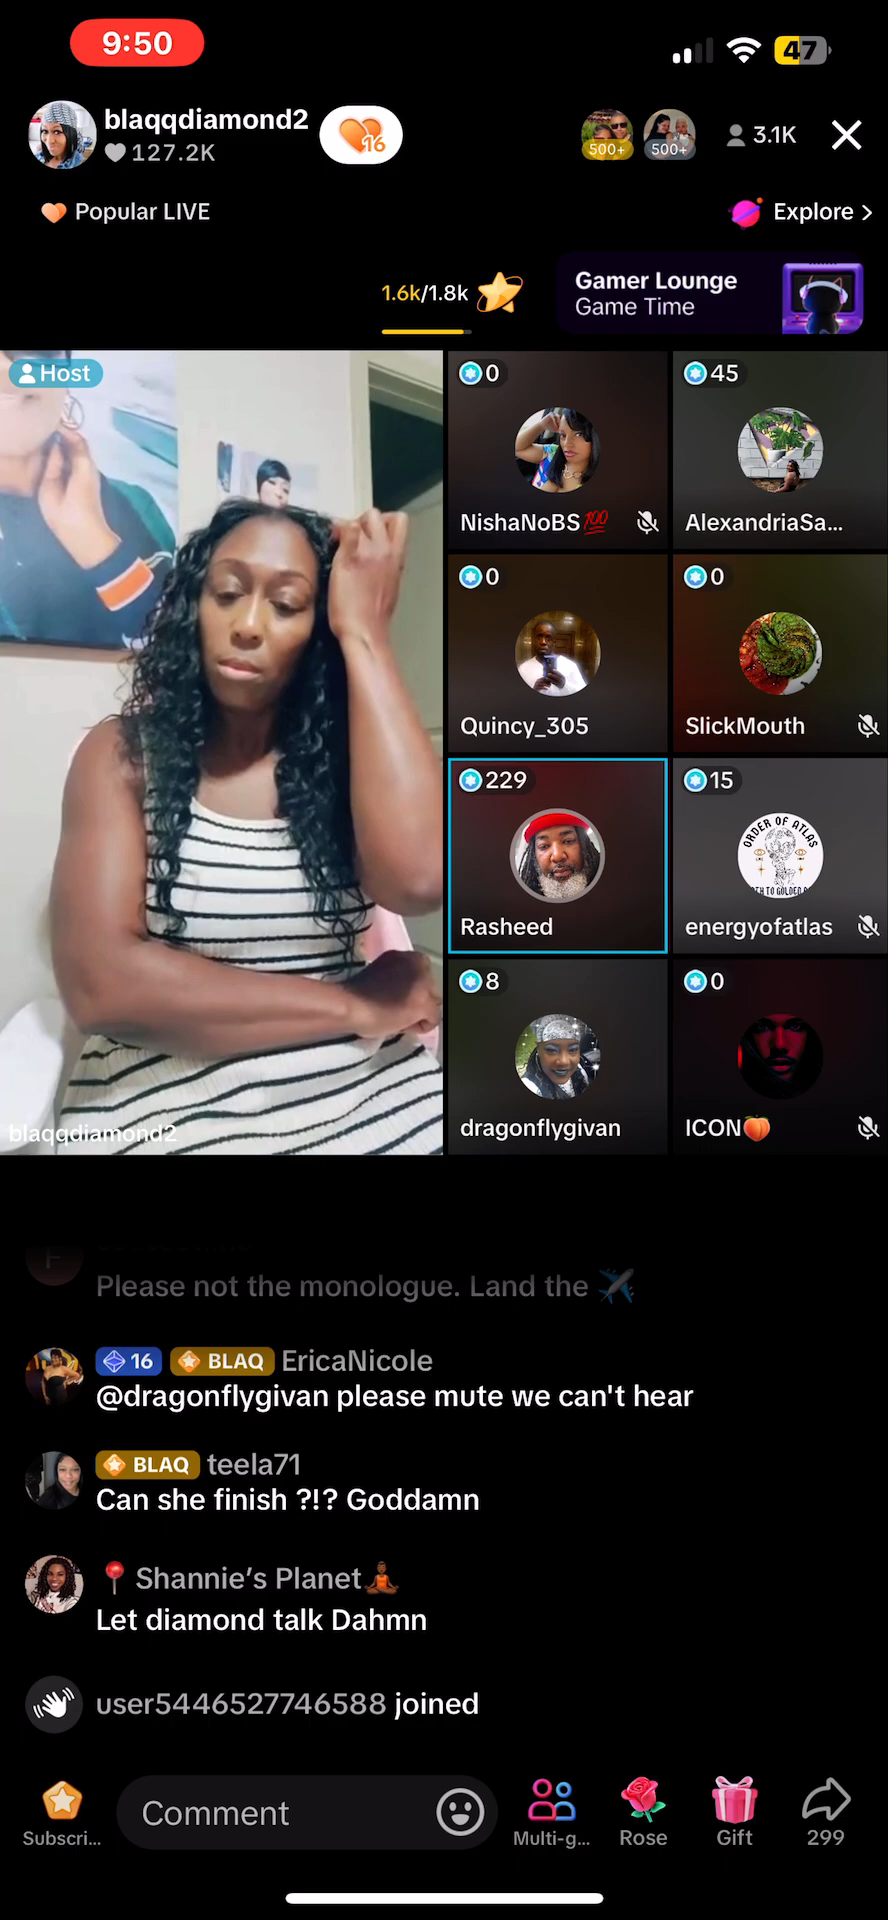 9:50
47
blaqqdiamond2
127.2K
16
500+
500+
3.1K
Popular LIVE
Explore >
1.6k/1.8k
Gamer Lounge
Game Time
Host
0
45
NishaNoBS💯
AlexandriaSa...
0
0
Quincy_305
SlickMouth
229
15
ORDER OF ATLAS
Rasheed
energyofatlas
8
0
blaqqdiamond2
dragonflygivan
ICON🍑
Please not the monologue. Land the ✈️
16 BLAQ EricaNicole
@dragonflygivan please mute we can't hear
BLAQ teela71
Can she finish ?!? Goddamn
📍 Shannie's Planet🧘🏾
Let diamond talk Dahmn
user5446527746588 joined
Comment
Subscri...
Multi-g...
Rose
Gift
299